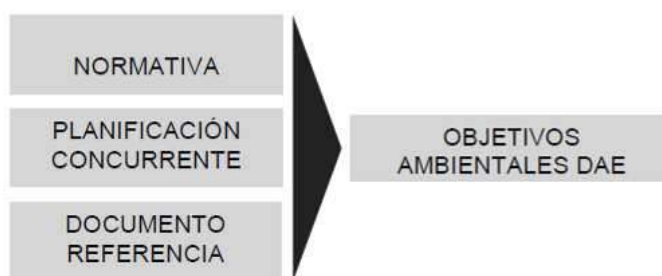 NORMATIVA
PLANIFICACIÓN
CONCURRENTE
DOCUMENTO
REFERENCIA
OBJETIVOS
AMBIENTALES DAE